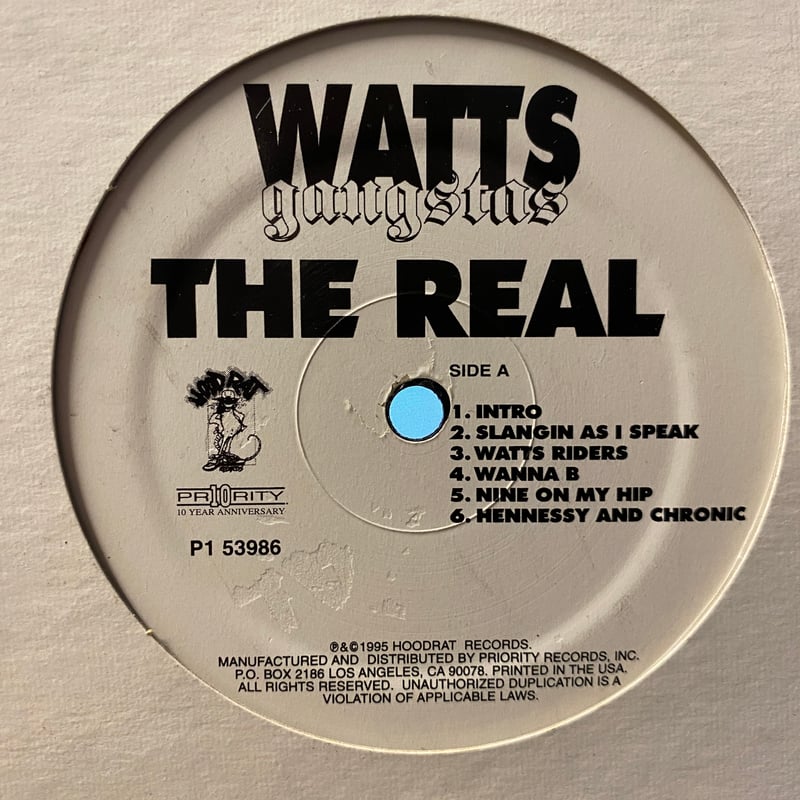 WATTS
gangstas
THE REAL
SIDE A
1. INTRO
2. SLANGIN AS I SPEAK
3. WATTS RIDERS
4. WANNA B
5. NINE ON MY HIP
6. HENNESSY AND CHRONIC
HOOD RAT
PR10RITY
10 YEAR ANNIVERSARY
P1 53986
℗&©1995 HOODRAT RECORDS.
MANUFACTURED AND DISTRIBUTED BY PRIORITY RECORDS, INC.
P.O. BOX 2186 LOS ANGELES, CA 90078. PRINTED IN THE USA.
ALL RIGHTS RESERVED. UNAUTHORIZED DUPLICATION IS A
VIOLATION OF APPLICABLE LAWS.